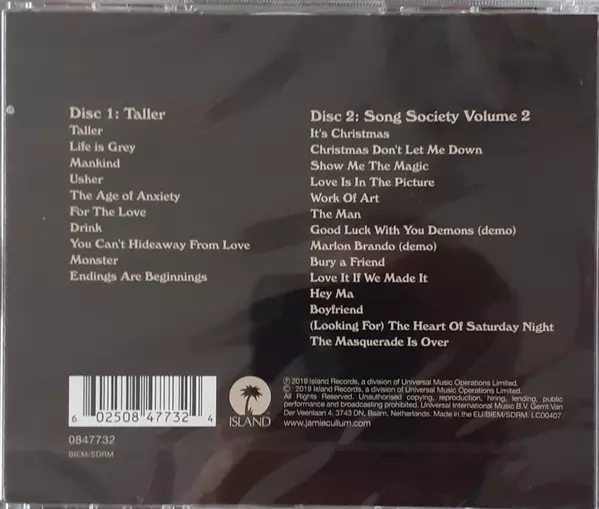 Disc 1: Taller
Taller
Life is Grey
Mankind
Usher
The Age of Anxiety
For The Love
Drink
You Can't Hideaway From Love
Monster
Endings Are Beginnings
Disc 2: Song Society Volume 2
It's Christmas
Christmas Don't Let Me Down
Show Me The Magic
Love Is In The Picture
Work Of Art
The Man
Good Luck With You Demons (demo)
Marlon Brando (demo)
Bury a Friend
Love It If We Made It
Hey Ma
Boyfriend
(Looking For) The Heart Of Saturday Night
The Masquerade Is Over
6 02508 47732 4
0847732
BIEM/SDRM
ISLAND
℗ 2019 Island Records, a division of Universal Music Operations Limited.
© 2019 Island Records, a division of Universal Music Operations Limited.
All Rights Reserved. Unauthorised copying, reproduction, hiring, lending, public
performance and broadcasting prohibited. Universal International Music B.V. Gerrit Van
Der Veenlaan 4, 3743 DN, Baarn, Netherlands. Made in the EU/BIEM/SDRM. LC00407
www.jamiecullum.com